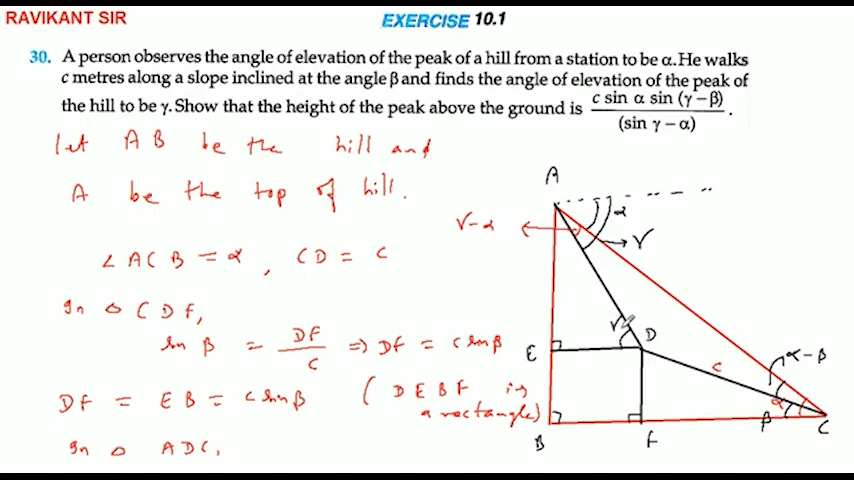 RAVIKANT SIR
EXERCISE 10.1
30. A person observes the angle of elevation of the peak of a hill from a station to be α. He walks
c metres along a slope inclined at the angle β and finds the angle of elevation of the peak of
the hill to be γ. Show that the height of the peak above the ground is c sin α sin (γ – β) / (sin γ – α) .
let AB be the hill and
A be the top of hill.
∠ACB = α, CD = c
In △ CDF,
sin β = DF / c ⇒ DF = c sin β
DF = EB = c sin β (DEBF is
a rectangle)
In △ ADC,
A
α
γ-α
γ
γ
D
E
c
α-β
α
β
C
B
F